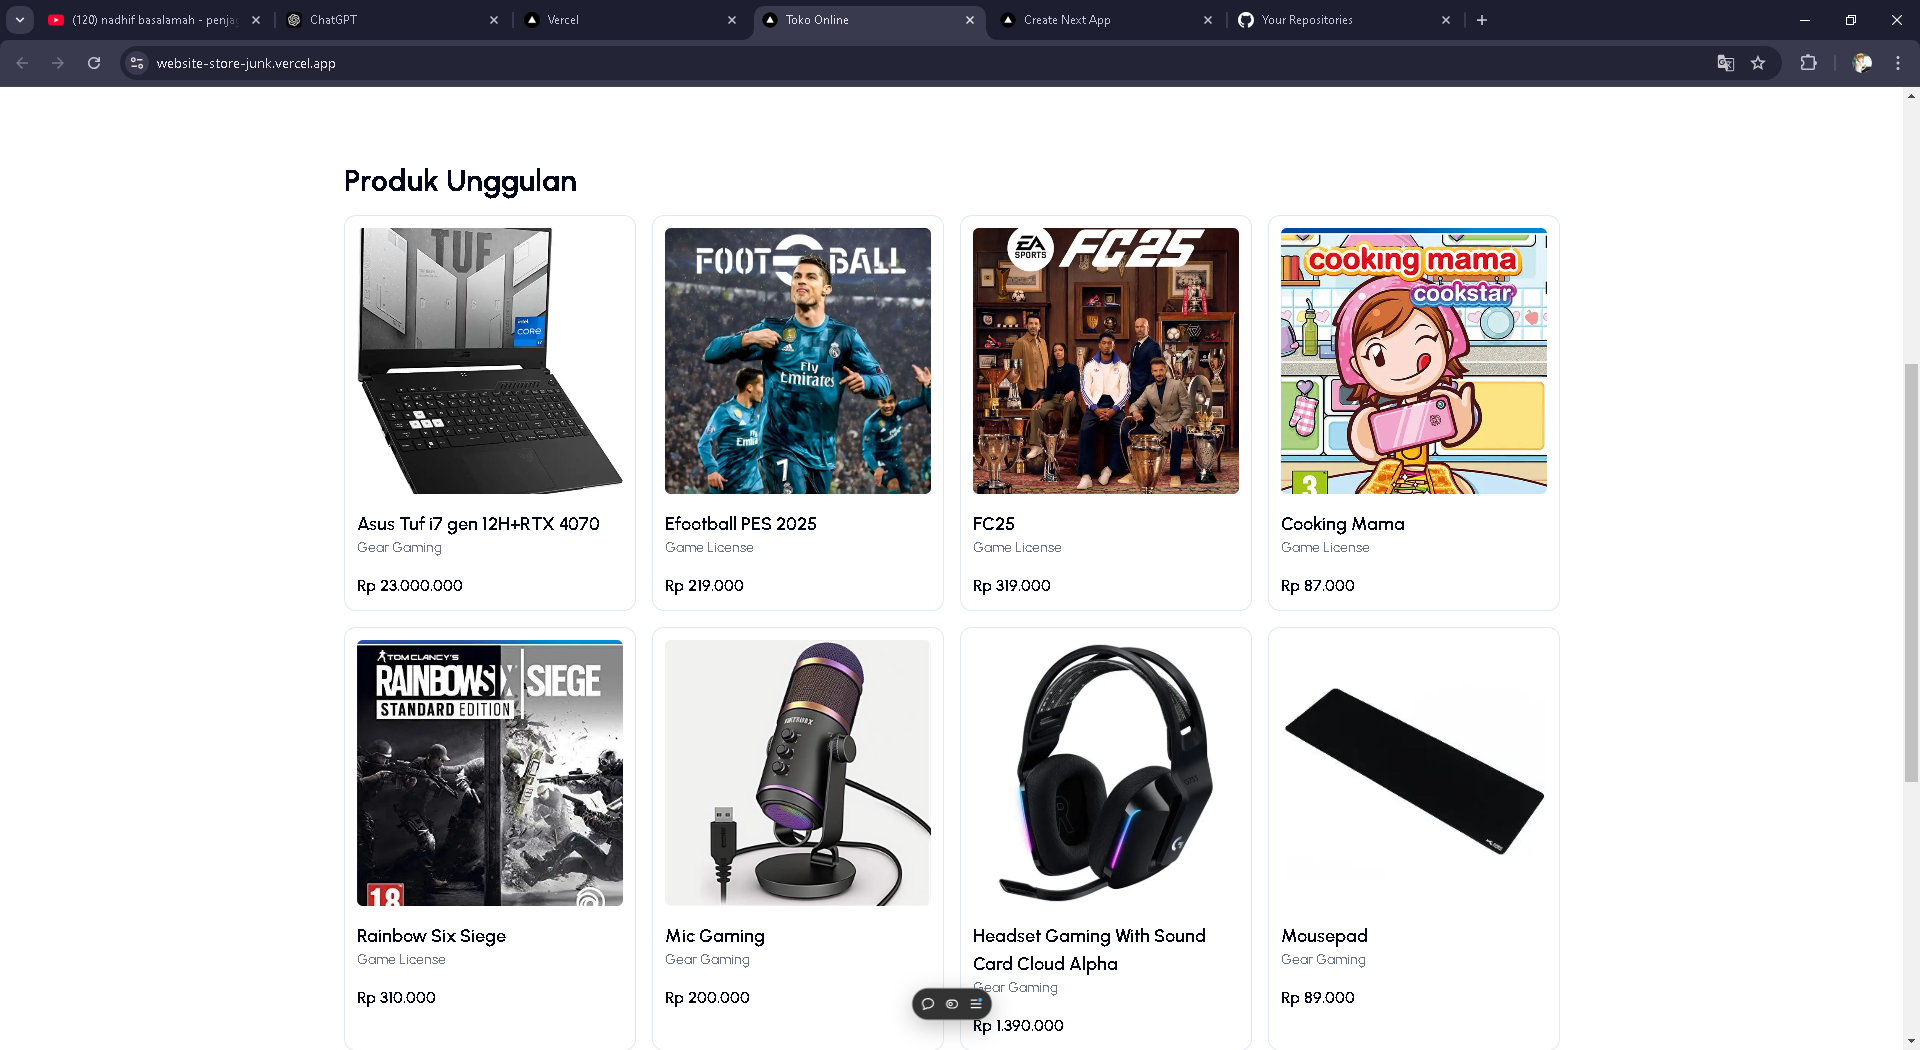 (120) nadhif basalamah - penja
ChatGPT
Vercel
Toko Online
Create Next App
Your Repositories
website-store-junk.vercel.app
Produk Unggulan
TUF
intel
CORE
i7
FOOTBALL
Fly
Emirates
7
EA
SPORTS
FC25
cooking mama
cookstar
3
Asus Tuf i7 gen 12H+RTX 4070
Gear Gaming
Rp 23.000.000
Efootball PES 2025
Game License
Rp 219.000
FC25
Game License
Rp 319.000
Cooking Mama
Game License
Rp 87.000
TOM CLANCY'S
RAINBOW SIX SIEGE
STANDARD EDITION
18
G
Rainbow Six Siege
Game License
Rp 310.000
Mic Gaming
Gear Gaming
Rp 200.000
Headset Gaming With Sound
Card Cloud Alpha
Gear Gaming
Rp 1.390.000
Mousepad
Gear Gaming
Rp 89.000